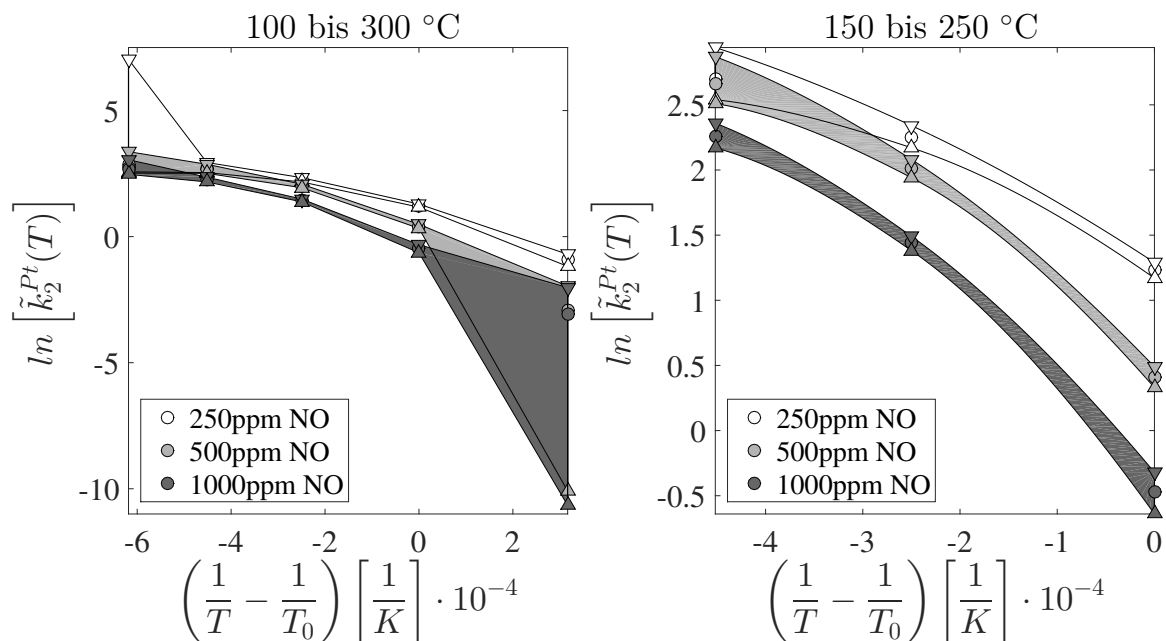 100 bis 300 °C
ln [k̃₂^{Pt}(T)]
5
0
-5
-10
250ppm NO
500ppm NO
1000ppm NO
-6 -4 -2 0 2
(1/T − 1/T₀) [1/K] · 10⁻⁴
150 bis 250 °C
ln [k̃₂^{Pt}(T)]
2.5
2
1.5
1
0.5
0
-0.5
250ppm NO
500ppm NO
1000ppm NO
-4 -3 -2 -1 0
(1/T − 1/T₀) [1/K] · 10⁻⁴